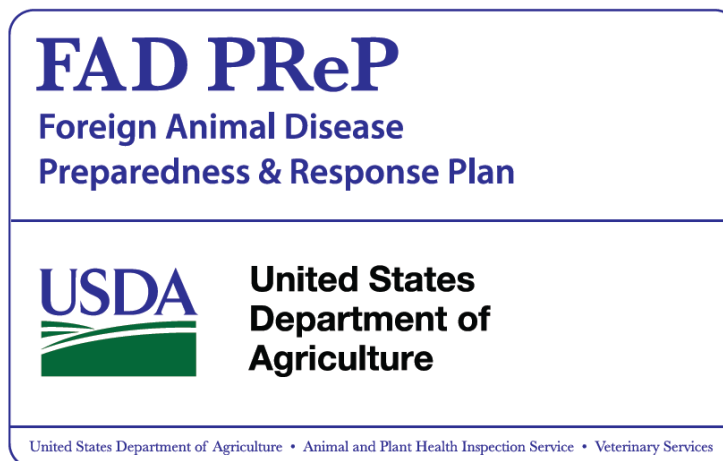 FAD PReP
Foreign Animal Disease
Preparedness & Response Plan
USDA
United States
Department of
Agriculture
United States Department of Agriculture • Animal and Plant Health Inspection Service • Veterinary Services